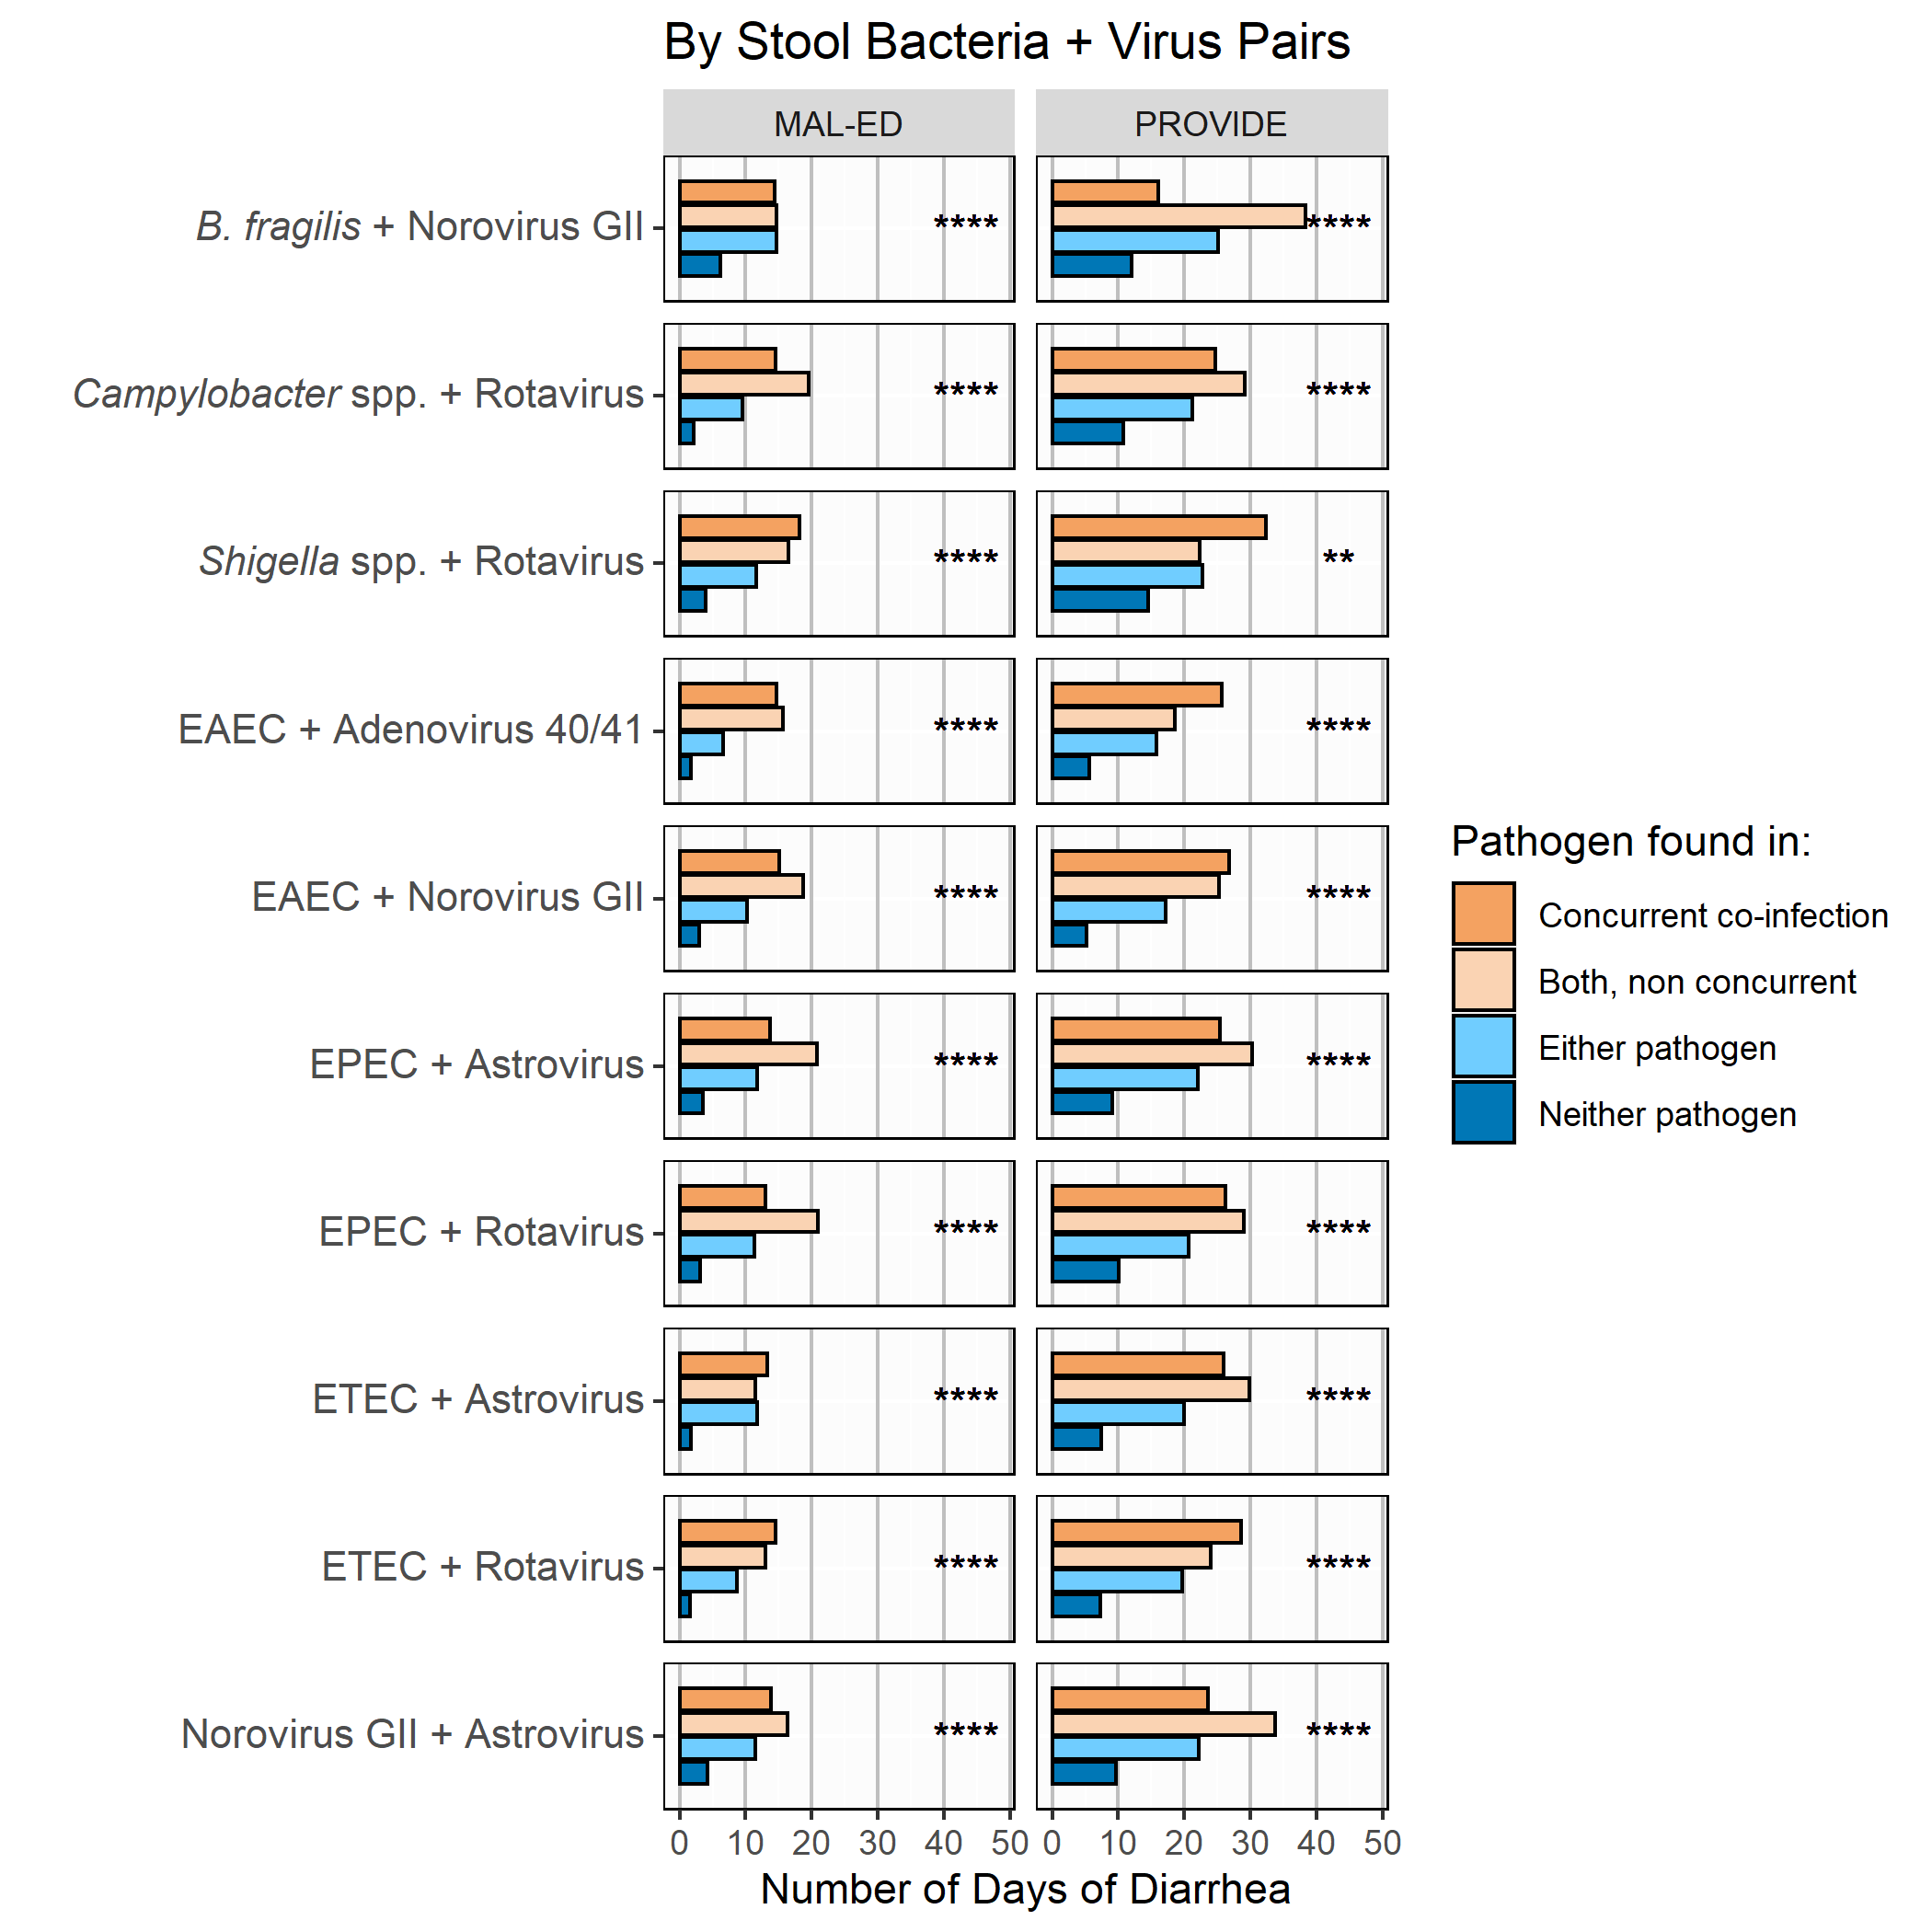 By Stool Bacteria + Virus Pairs
MAL-ED PROVIDE
B. fragilis + Norovirus GII **** ****
Campylobacter spp. + Rotavirus **** ****
Shigella spp. + Rotavirus **** **
EAEC + Adenovirus 40/41 **** ****
EAEC + Norovirus GII **** ****
EPEC + Astrovirus **** ****
EPEC + Rotavirus **** ****
ETEC + Astrovirus **** ****
ETEC + Rotavirus **** ****
Norovirus GII + Astrovirus **** ****
0 10 20 30 40 50 0 10 20 30 40 50
Number of Days of Diarrhea
Pathogen found in:
Concurrent co-infection
Both, non concurrent
Either pathogen
Neither pathogen